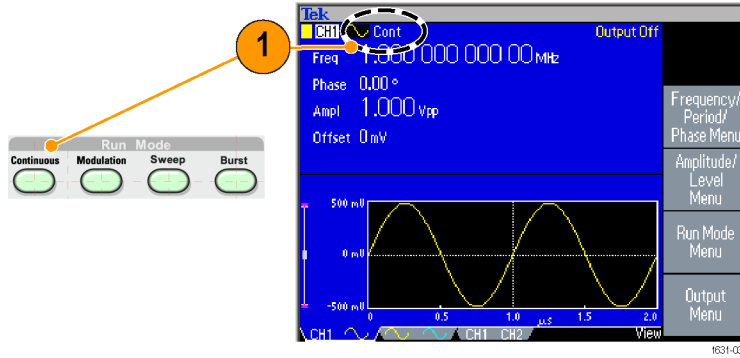 Tek
CH1 Cont Output Off
Freq 1.000 000 000 00 MHz
Phase 0.00 °
Ampl 1.000 Vpp
Offset 0 mV
Frequency/
Period/
Phase Menu
Amplitude/
Level
Menu
Run Mode
Menu
Output
Menu
1
Run Mode
Continuous Modulation Sweep Burst
500 mV
0 mV
-500 mV
0 0.5 1.0 µs 1.5 2.0
CH1 CH1 CH2 View